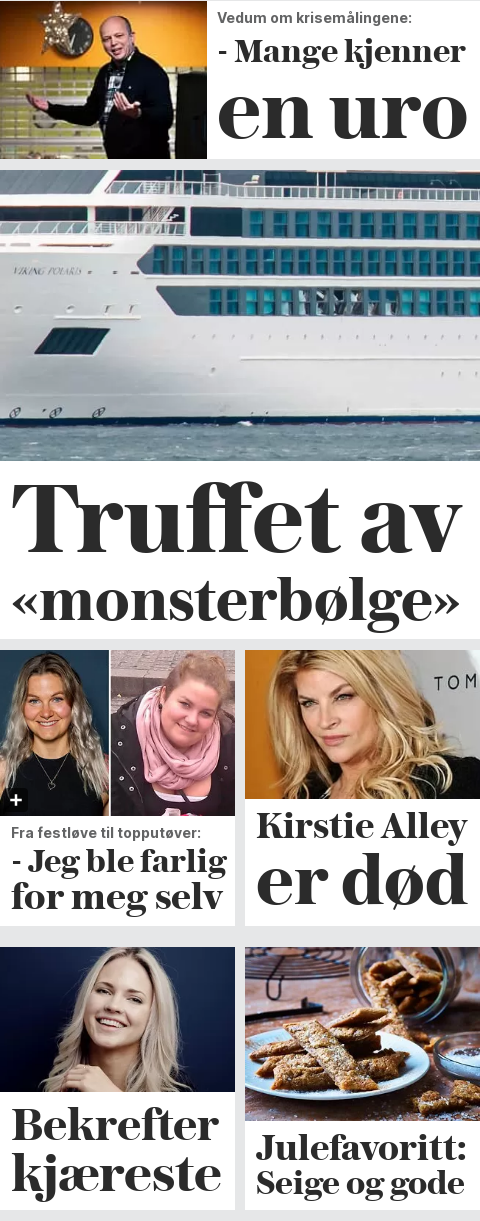 Vedum om krisemålingene:
- Mange kjenner
en uro
VIKING POLARIS
Truffet av
«monsterbølge»
Fra festløve til topputøver:
- Jeg ble farlig
for meg selv
TOM
Kirstie Alley
er død
Bekrefter
kjæreste
Julefavoritt:
Seige og gode